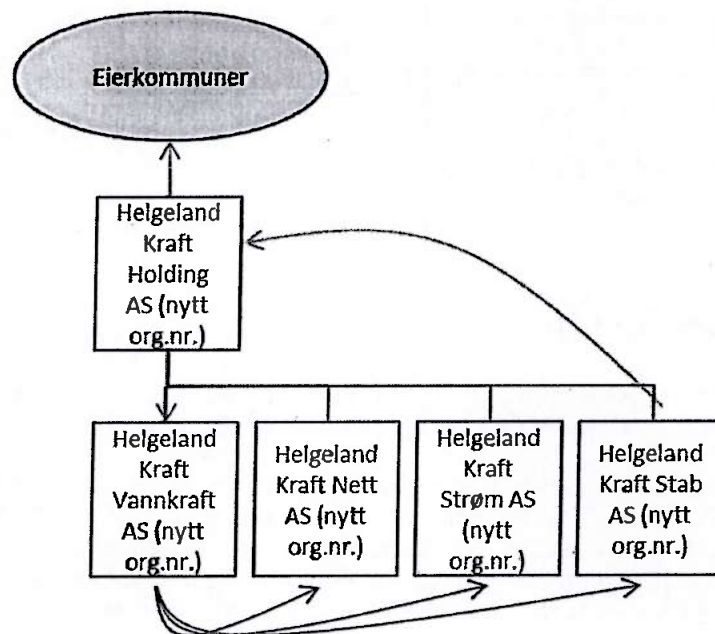 Eierkommuner
Helgeland
Kraft
Holding
AS (nytt
org.nr.)
Helgeland
Kraft
Vannkraft
AS (nytt
org.nr.)
Helgeland
Kraft Nett
AS (nytt
org.nr.)
Helgeland
Kraft
Strøm AS
(nytt
org.nr.)
Helgeland
Kraft Stab
AS (nytt
org.nr.)